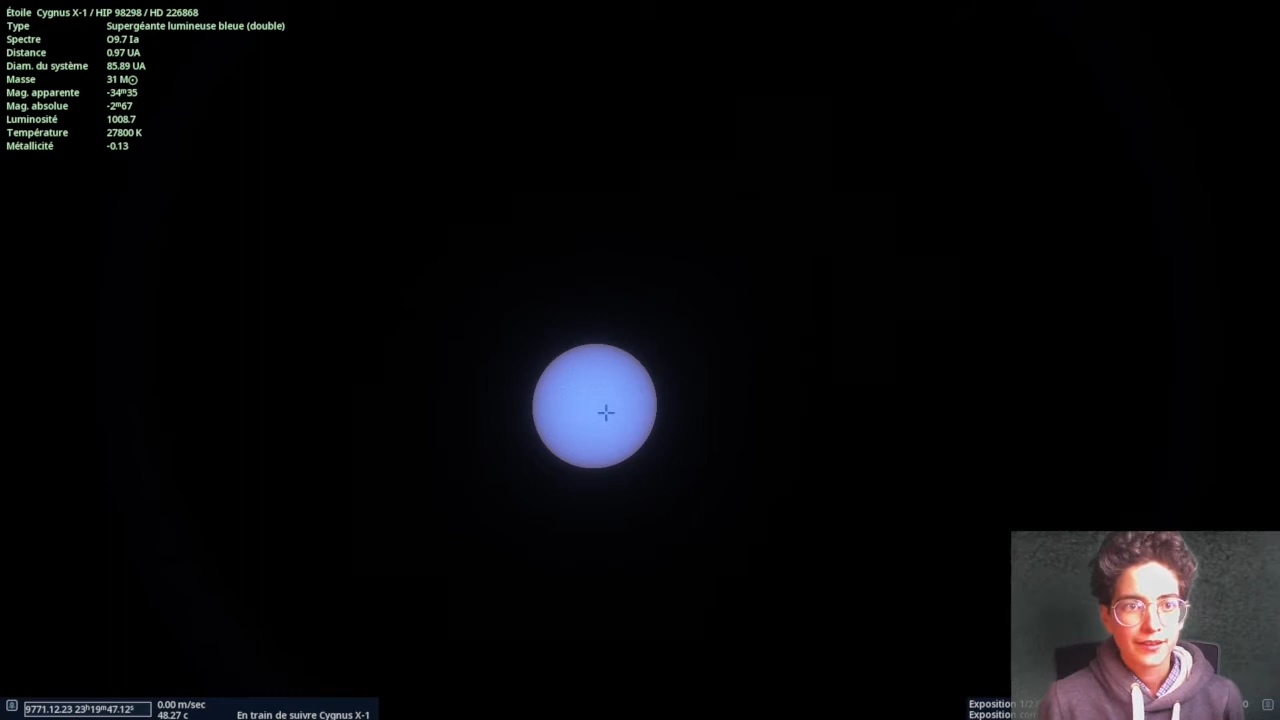 Étoile Cygnus X-1 / HIP 98298 / HD 226868
Type Supergéante lumineuse bleue (double)
Spectre O9.7 Ia
Distance 0.97 UA
Diam. du système 85.89 UA
Masse 31 M☉
Mag. apparente -34ᵐ35
Mag. absolue -2ᵐ67
Luminosité 1008.7
Température 27800 K
Métallicité -0.13
9771.12.23 23ʰ19ᵐ47.12ˢ
0.00 m/sec
48.27 c
En train de suivre Cygnus X-1
Exposition
Exposition